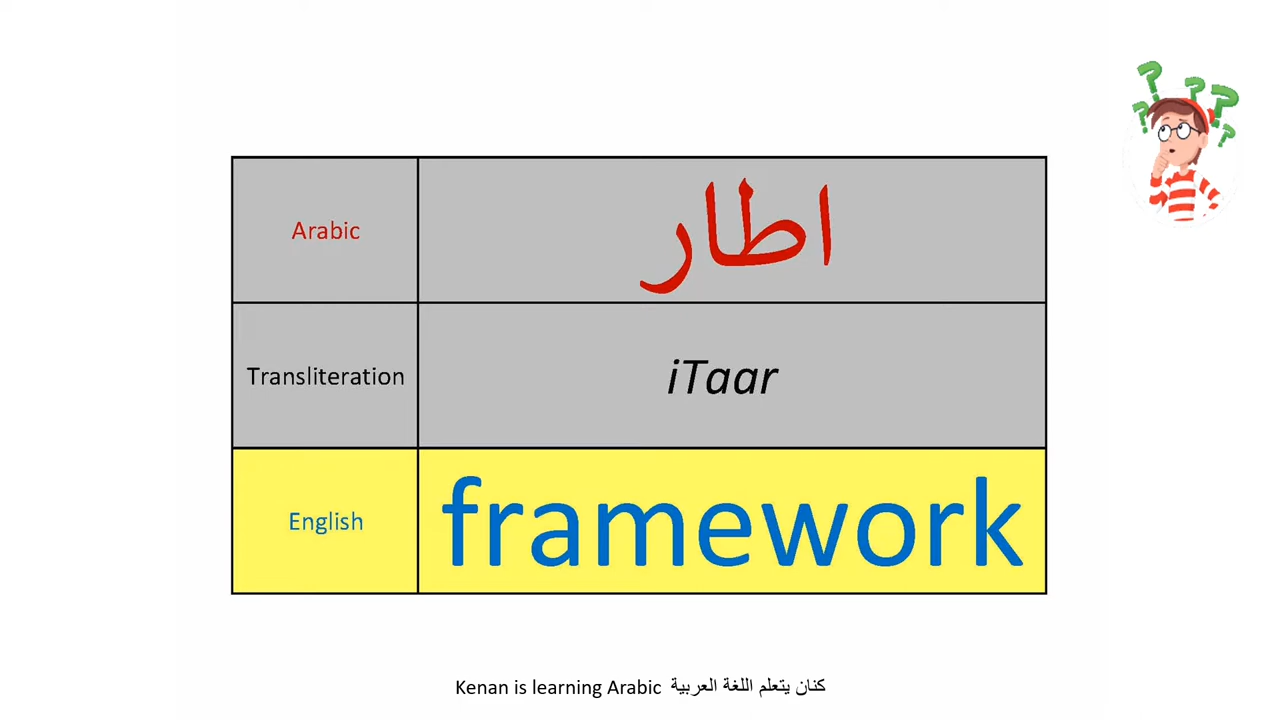 Arabic اطار
Transliteration iTaar
English framework
Kenan is learning Arabic كنان يتعلم اللغة العربية